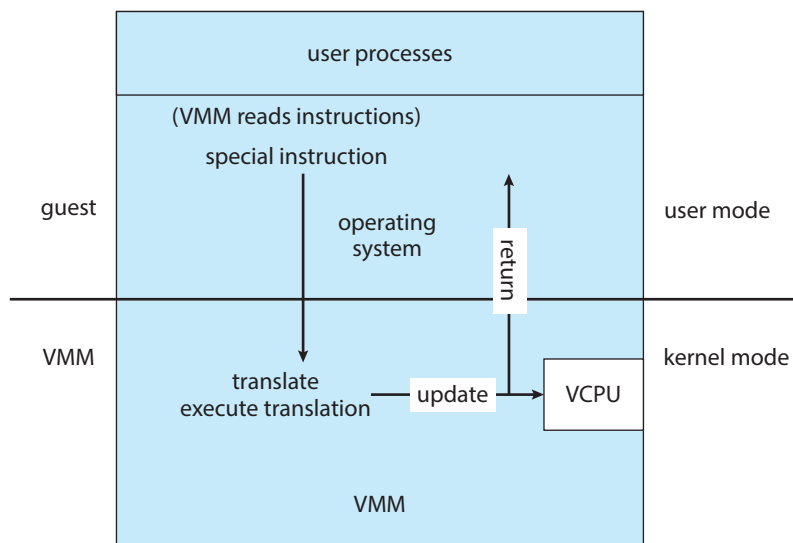 user processes
(VMM reads instructions)
special instruction
guest
operating
system
return
user mode
VMM
kernel mode
translate
execute translation
update
VCPU
VMM